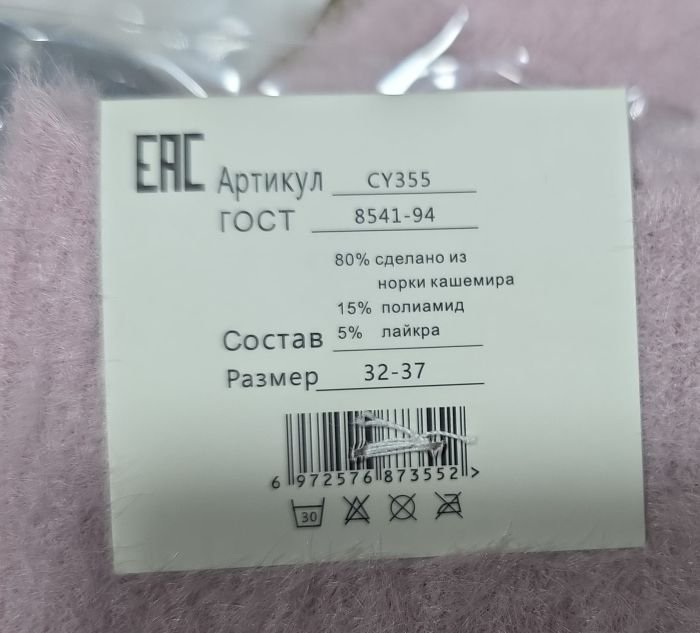 EAC
Артикул CY355
ГОСТ 8541-94
80% сделано из
норки кашемира
15% полиамид
Состав 5% лайкра
Размер 32-37
6 972576 873552 >
30